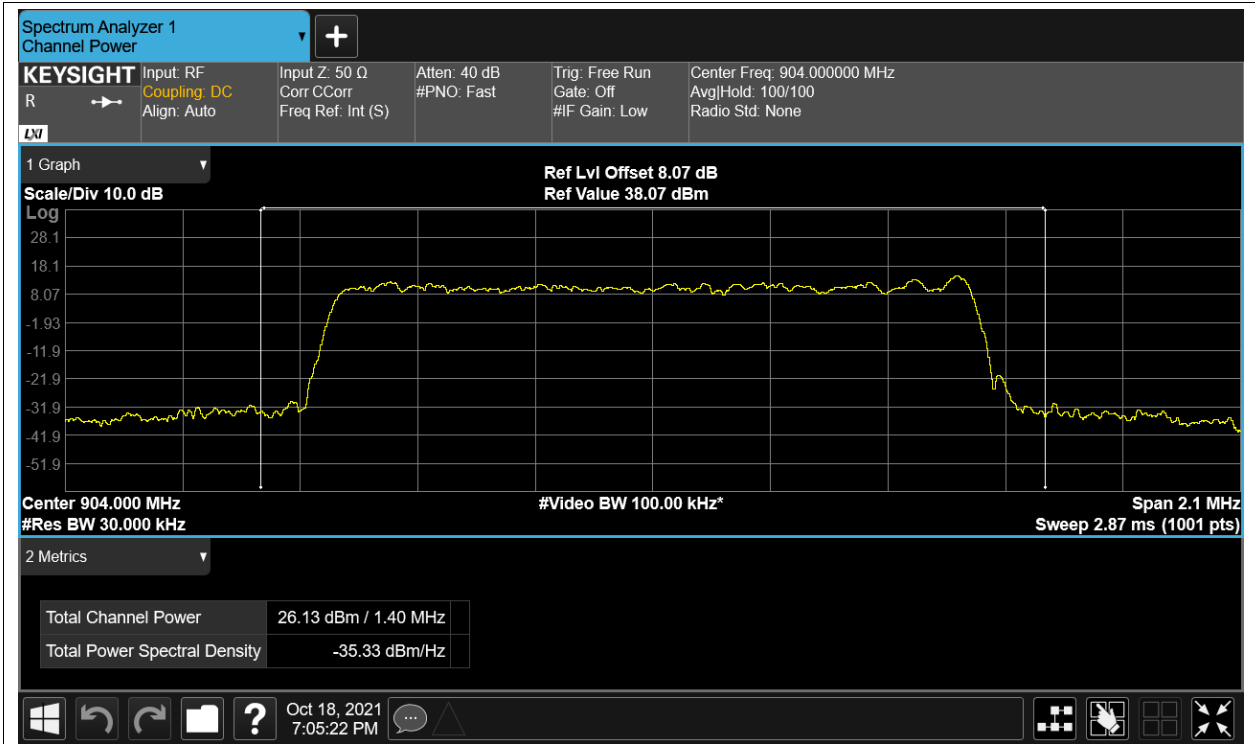 Spectrum Analyzer 1
Channel Power
▼
+
KEYSIGHT
R
LXI
Input: RF
Coupling: DC
Align: Auto
Input Z: 50 Ω
Corr CCorr
Freq Ref: Int (S)
Atten: 40 dB
#PNO: Fast
Trig: Free Run
Gate: Off
#IF Gain: Low
Center Freq: 904.000000 MHz
Avg|Hold: 100/100
Radio Std: None
1 Graph ▼
Scale/Div 10.0 dB
Ref Lvl Offset 8.07 dB
Ref Value 38.07 dBm
Log
28.1
18.1
8.07
-1.93
-11.9
-21.9
-31.9
-41.9
-51.9
Center 904.000 MHz
#Res BW 30.000 kHz
#Video BW 100.00 kHz*
Span 2.1 MHz
Sweep 2.87 ms (1001 pts)
2 Metrics ▼
Total Channel Power 26.13 dBm / 1.40 MHz
Total Power Spectral Density -35.33 dBm/Hz
?
Oct 18, 2021
7:05:22 PM